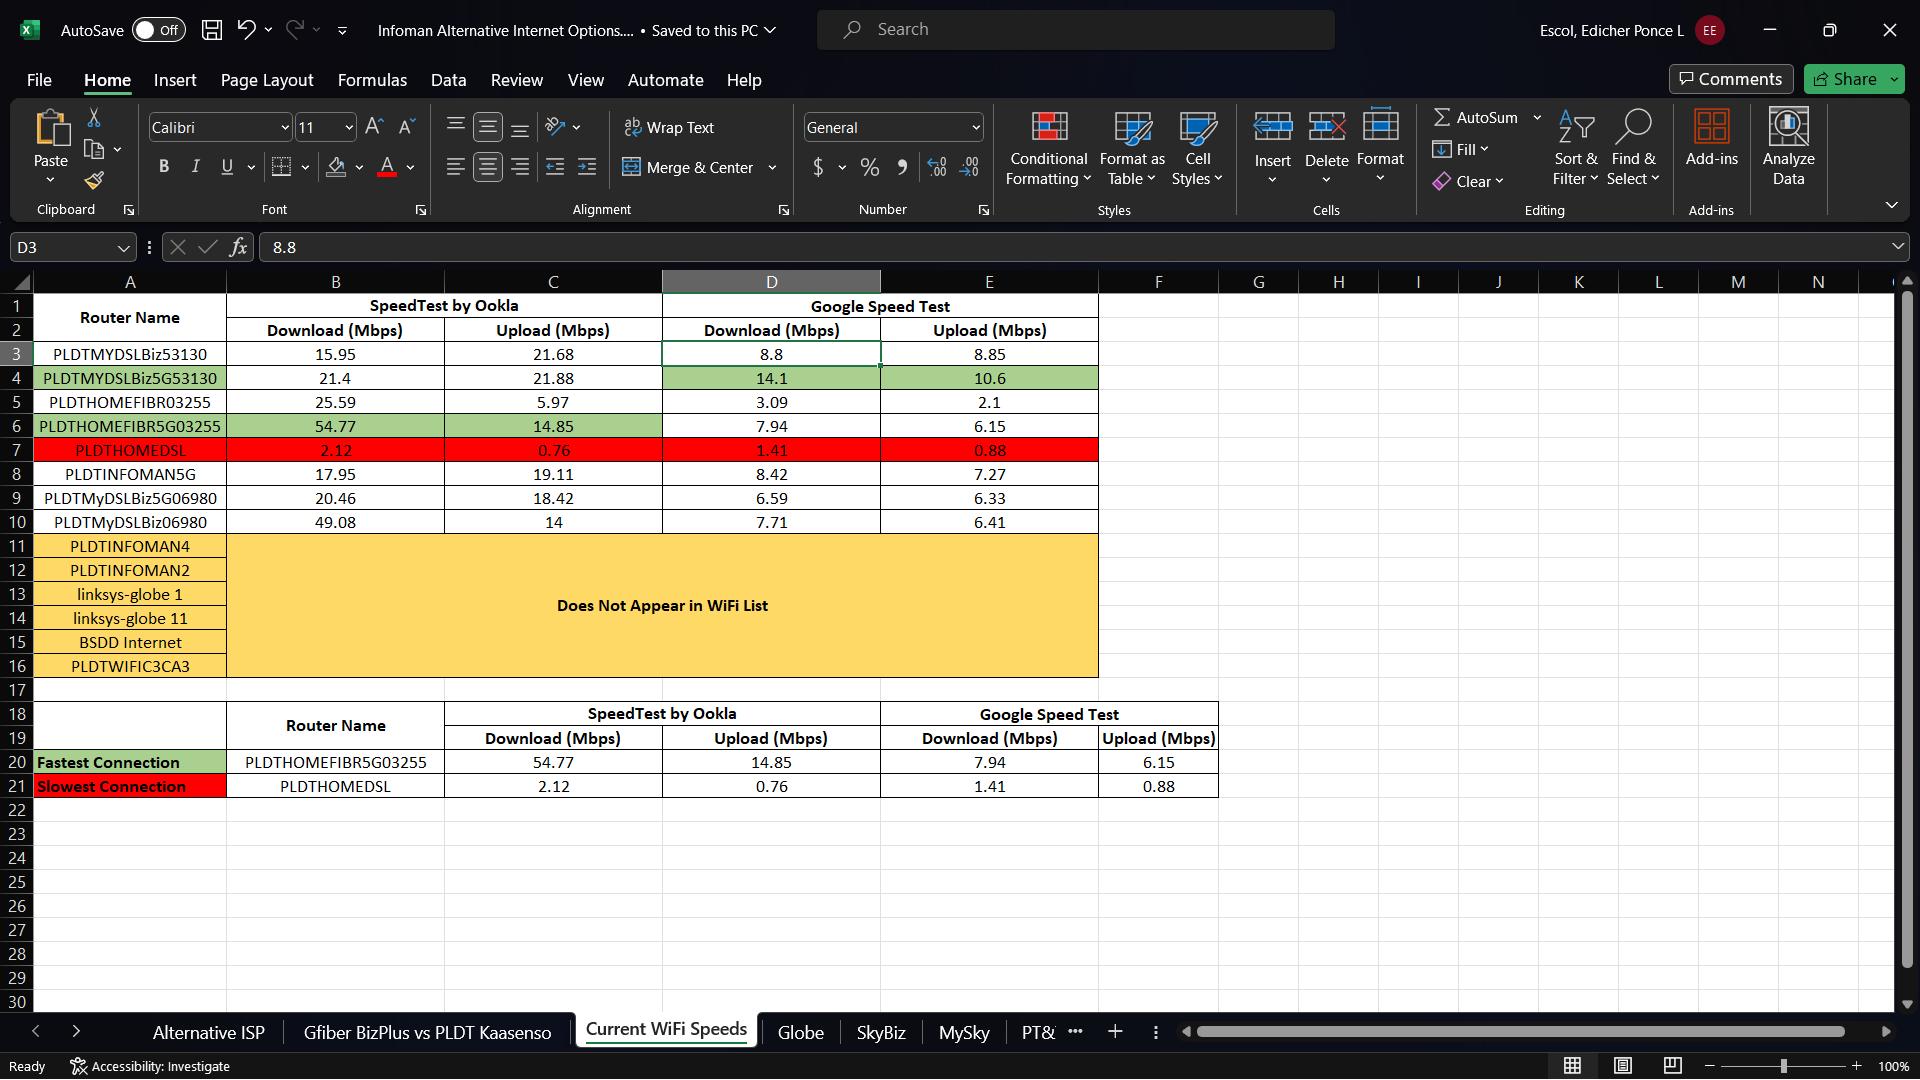 AutoSave Off Infoman Alternative Internet Options.... • Saved to this PC Search Escol, Edicher Ponce L EE
File Home Insert Page Layout Formulas Data Review View Automate Help Comments Share
Paste Calibri 11 Wrap Text General Conditional Formatting Format as Table Cell Styles Insert Delete Format AutoSum Sort & Filter Find & Select Add-ins Analyze Data
B I U A Merge & Center $ % Fill Clear
Clipboard Font Alignment Number Styles Cells Editing Add-ins
D3 fx 8.8
A B C D E F G H I J K L M N
1 Router Name SpeedTest by Ookla Google Speed Test
2 Download (Mbps) Upload (Mbps) Download (Mbps) Upload (Mbps)
3 PLDTMYDSLBiz53130 15.95 21.68 8.8 8.85
4 PLDTMYDSLBiz5G53130 21.4 21.88 14.1 10.6
5 PLDTHOMEFIBR03255 25.59 5.97 3.09 2.1
6 PLDTHOMEFIBR5G03255 54.77 14.85 7.94 6.15
7 PLDTHOMEDSL 2.12 0.76 1.41 0.88
8 PLDTINFOMAN5G 17.95 19.11 8.42 7.27
9 PLDTMyDSLBiz5G06980 20.46 18.42 6.59 6.33
10 PLDTMyDSLBiz06980 49.08 14 7.71 6.41
11 PLDTINFOMAN4
12 PLDTINFOMAN2
13 linksys-globe 1 Does Not Appear in WiFi List
14 linksys-globe 11
15 BSDD Internet
16 PLDTWIFIC3CA3
17
18 Router Name SpeedTest by Ookla Google Speed Test
19 Download (Mbps) Upload (Mbps) Download (Mbps) Upload (Mbps)
20 Fastest Connection PLDTHOMEFIBR5G03255 54.77 14.85 7.94 6.15
21 Slowest Connection PLDTHOMEDSL 2.12 0.76 1.41 0.88
22
23
24
25
26
27
28
29
30
Alternative ISP Gfiber BizPlus vs PLDT Kaasenso Current WiFi Speeds Globe SkyBiz MySky PT&
Ready Accessibility: Investigate 100%